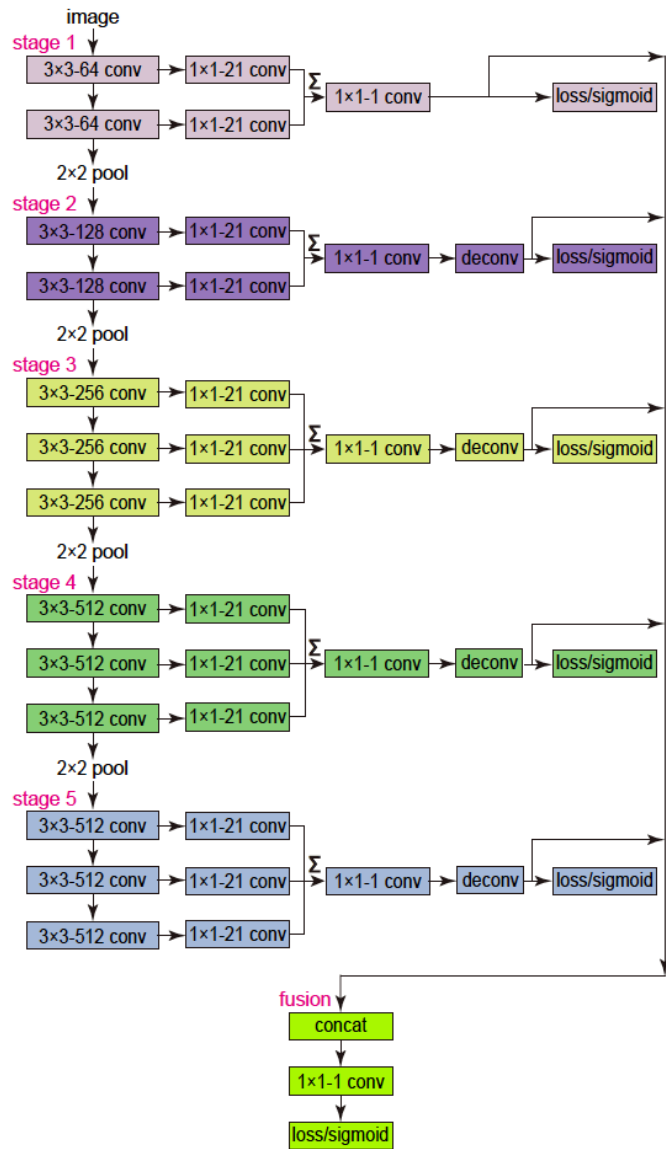 image
stage 1
3×3-64 conv
1×1-21 conv
Σ
1×1-1 conv
loss/sigmoid
3×3-64 conv
1×1-21 conv
2×2 pool
stage 2
3×3-128 conv
1×1-21 conv
Σ
1×1-1 conv
deconv
loss/sigmoid
3×3-128 conv
1×1-21 conv
2×2 pool
stage 3
3×3-256 conv
1×1-21 conv
Σ
3×3-256 conv
1×1-21 conv
1×1-1 conv
deconv
loss/sigmoid
3×3-256 conv
1×1-21 conv
2×2 pool
stage 4
3×3-512 conv
1×1-21 conv
Σ
3×3-512 conv
1×1-21 conv
1×1-1 conv
deconv
loss/sigmoid
3×3-512 conv
1×1-21 conv
2×2 pool
stage 5
3×3-512 conv
1×1-21 conv
Σ
3×3-512 conv
1×1-21 conv
1×1-1 conv
deconv
loss/sigmoid
3×3-512 conv
1×1-21 conv
fusion
concat
1×1-1 conv
loss/sigmoid